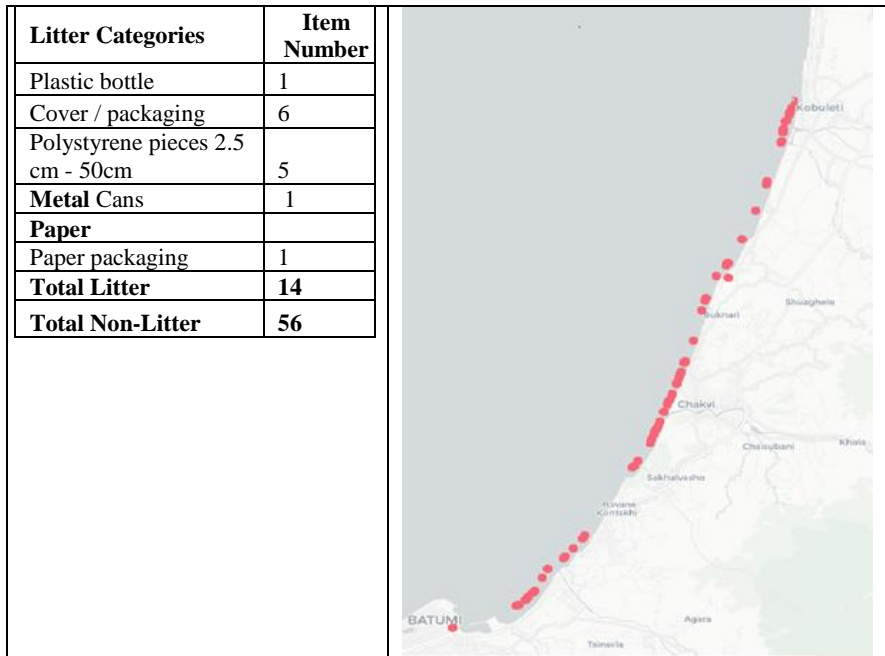 Litter Categories Item Number
Plastic bottle 1
Cover / packaging 6
Polystyrene pieces 2.5
cm - 50cm 5
Metal Cans 1
Paper
Paper packaging 1
Total Litter 14
Total Non-Litter 56
Kobuleti
Shuaghele
Chakvi
Chaisubani
Khala
Sakhalvasho
Kontskhi
BATUMI
Agara